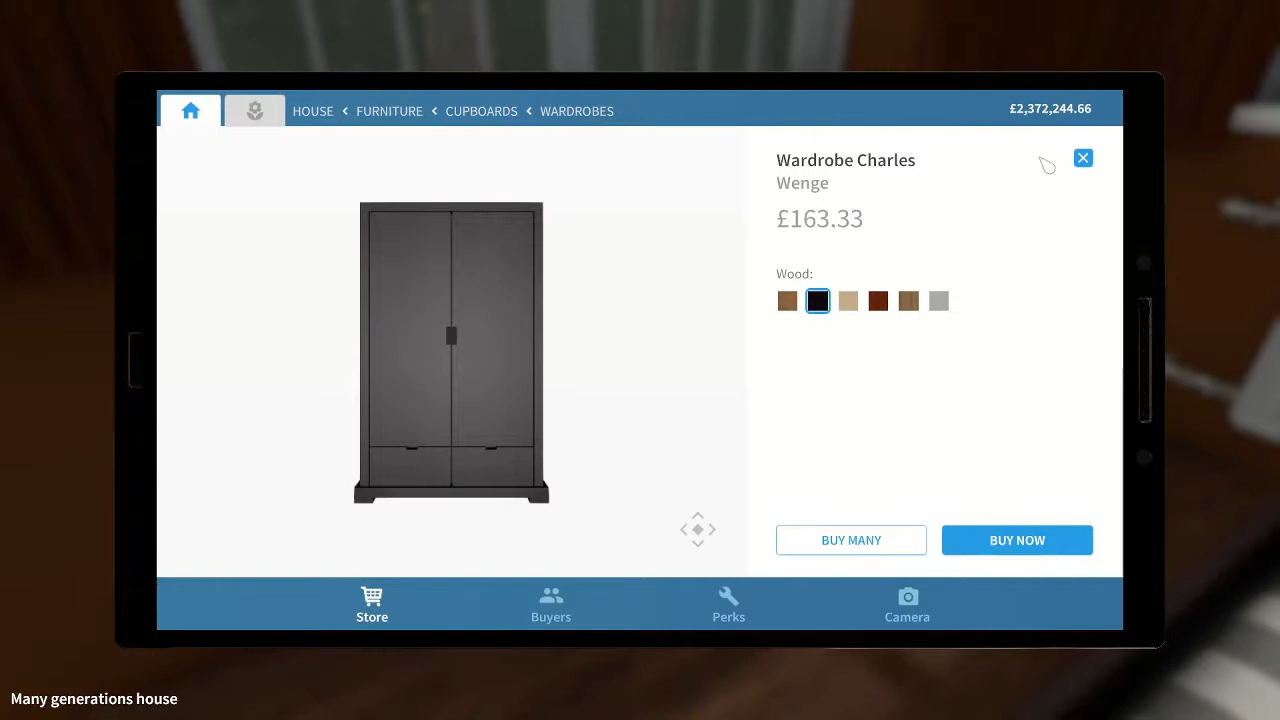 HOUSE < FURNITURE < CUPBOARDS < WARDROBES
£2,372,244.66
Wardrobe Charles
Wenge
£163.33
Wood:
BUY MANY
BUY NOW
Store
Buyers
Perks
Camera
Many generations house